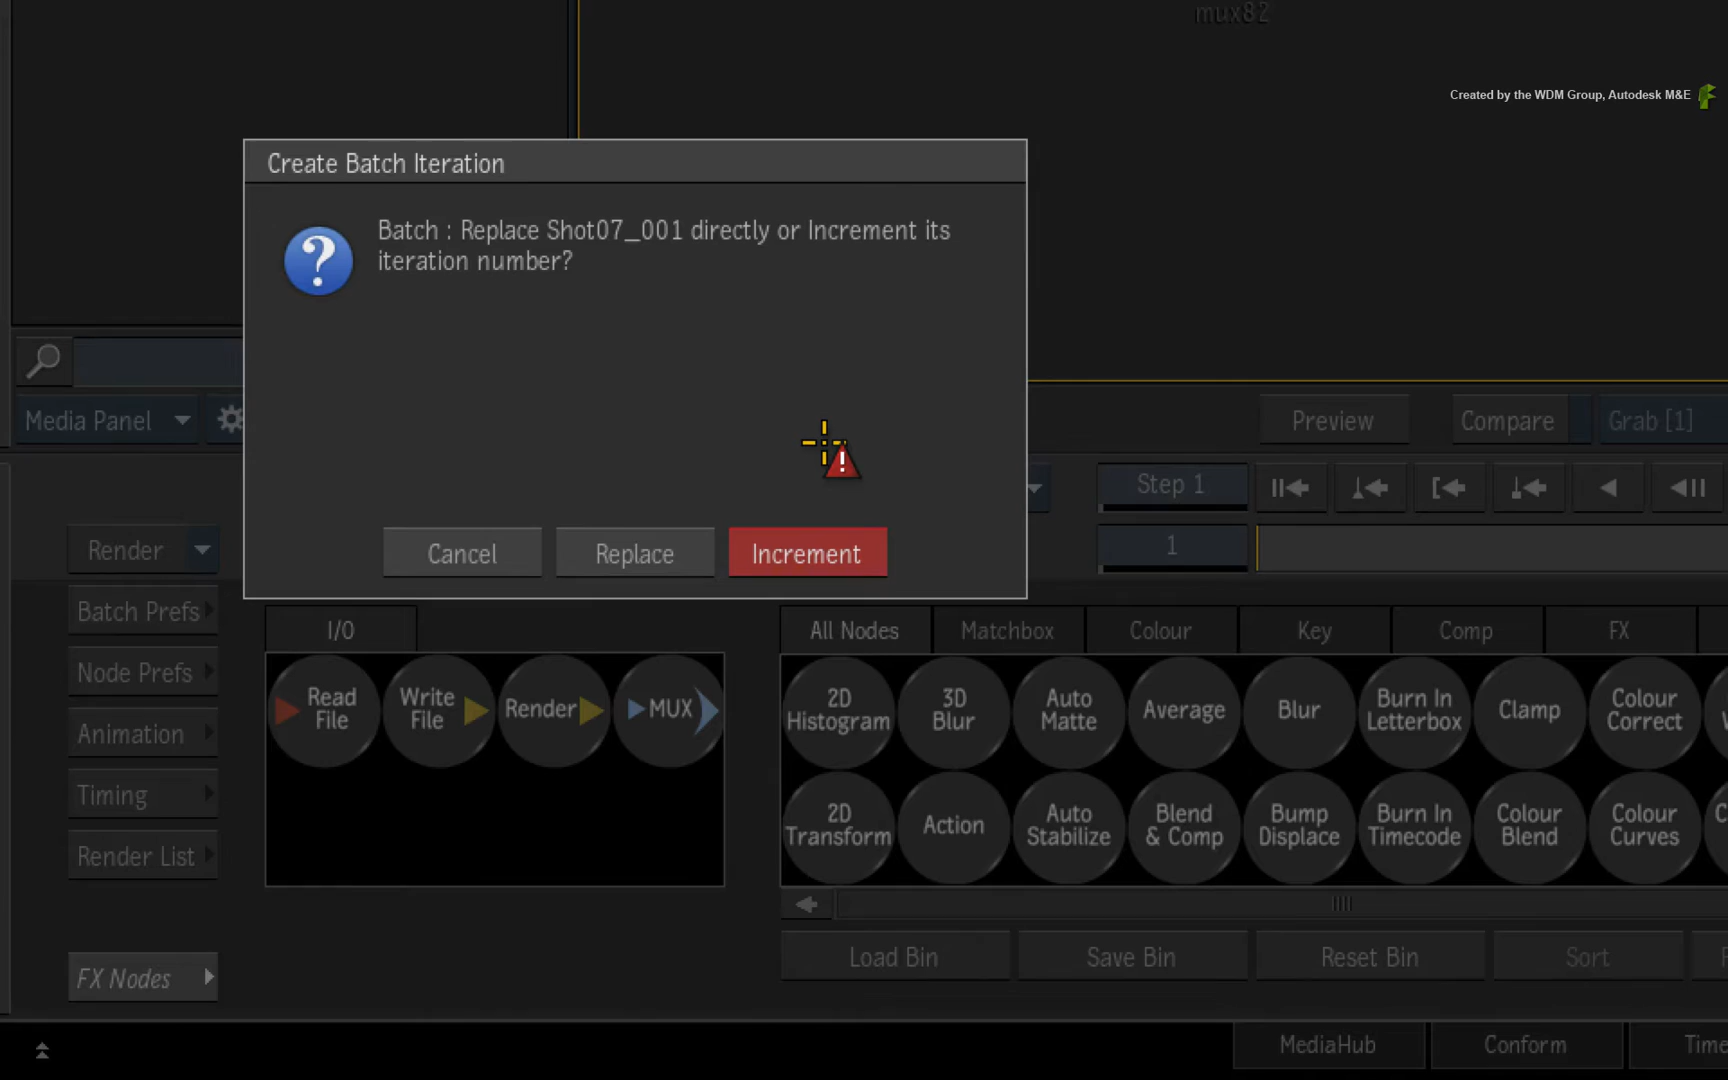 mux82
Created by the WDM Group, Autodesk M&E
Create Batch Iteration
Batch : Replace Shot07_001 directly or Increment its
iteration number?
Cancel
Replace
Increment
Media Panel
Preview
Compare
Grab [1]
Step 1
1
Render
Batch Prefs
Node Prefs
Animation
Timing
Render List
FX Nodes
I/O
Read
File
Write
File
Render
MUX
All Nodes
Matchbox
Colour
Key
Comp
FX
2D
Histogram
3D
Blur
Auto
Matte
Average
Blur
Burn In
Letterbox
Clamp
Colour
Correct
2D
Transform
Action
Auto
Stabilize
Blend
& Comp
Bump
Displace
Burn In
Timecode
Colour
Blend
Colour
Curves
Load Bin
Save Bin
Reset Bin
Sort
MediaHub
Conform
Time